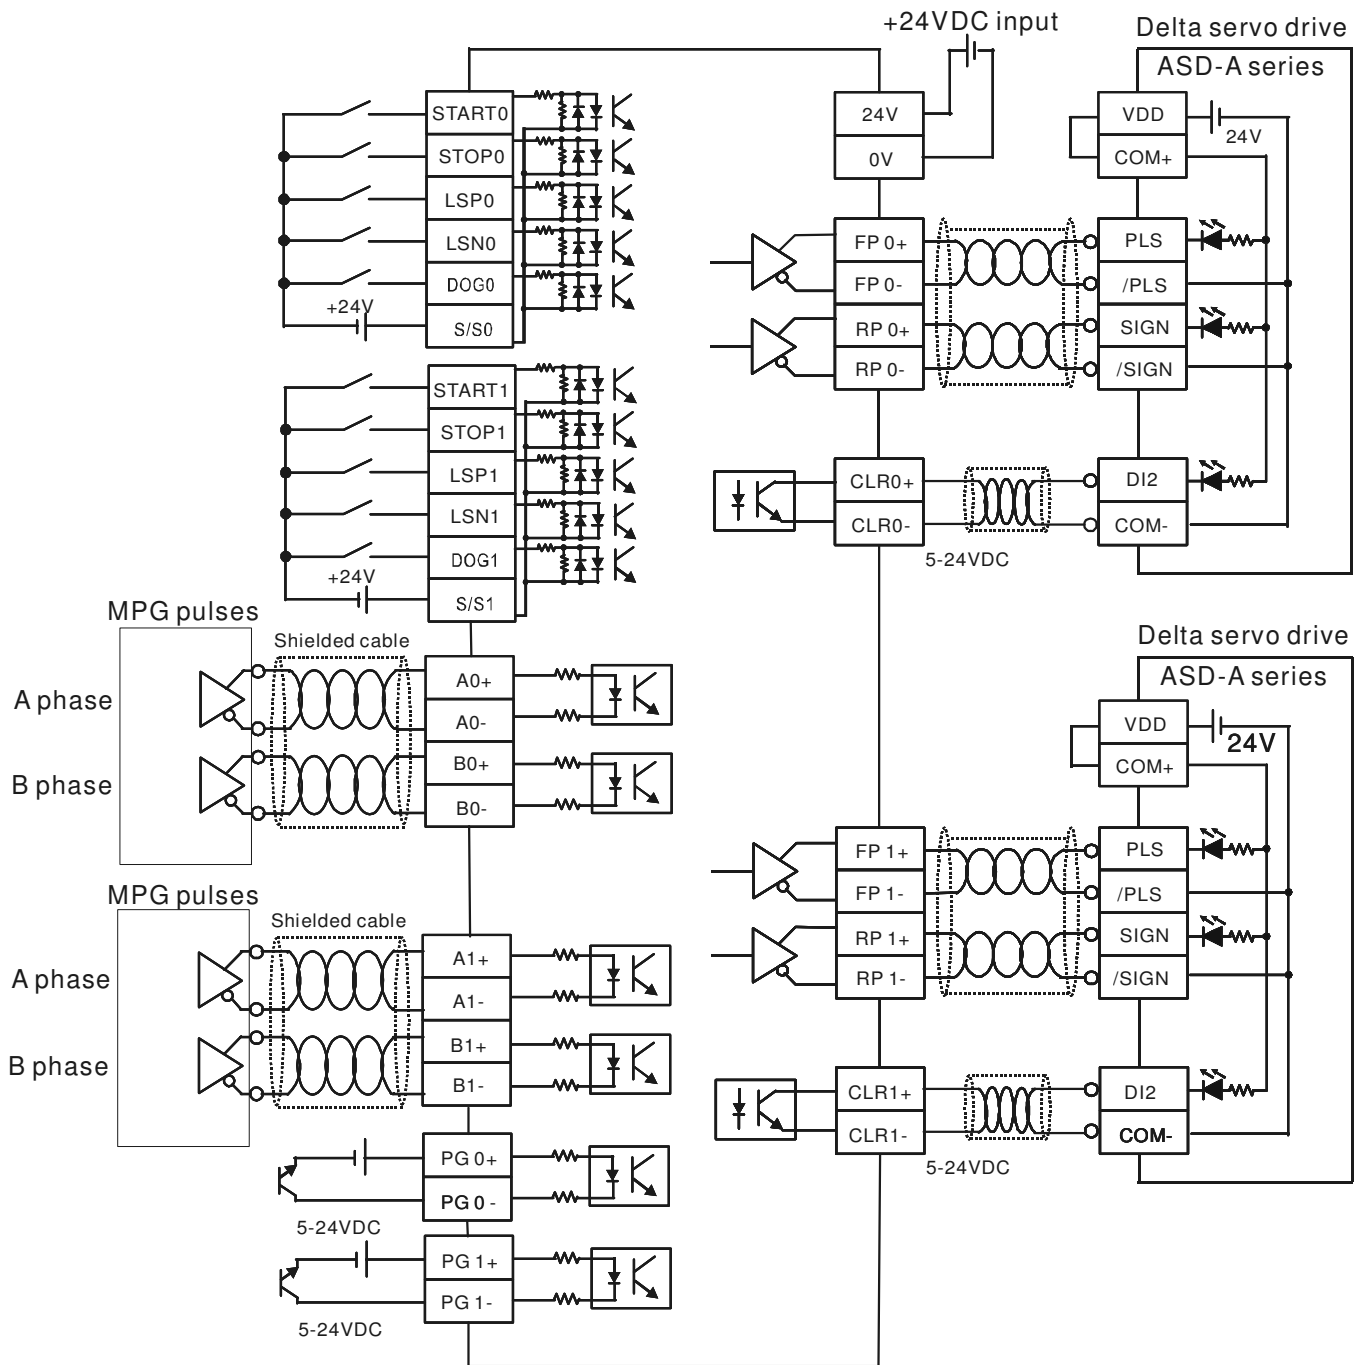 +24VDC input
Delta servo drive
ASD-A series
START0
STOP0
LSP0
LSN0
DOG0
+24V
S/S0
24V
0V
VDD
24V
COM+
FP 0+
FP 0-
RP 0+
RP 0-
PLS
/PLS
SIGN
/SIGN
START1
STOP1
LSP1
LSN1
DOG1
+24V
S/S1
CLR0+
CLR0-
5-24VDC
DI2
COM-
MPG pulses
Shielded cable
A phase
B phase
A0+
A0-
B0+
B0-
Delta servo drive
ASD-A series
VDD
24V
COM+
FP 1+
FP 1-
RP 1+
RP 1-
PLS
/PLS
SIGN
/SIGN
MPG pulses
Shielded cable
A phase
B phase
A1+
A1-
B1+
B1-
CLR1+
CLR1-
5-24VDC
DI2
COM-
PG 0+
PG 0 -
5-24VDC
PG 1+
PG 1-
5-24VDC